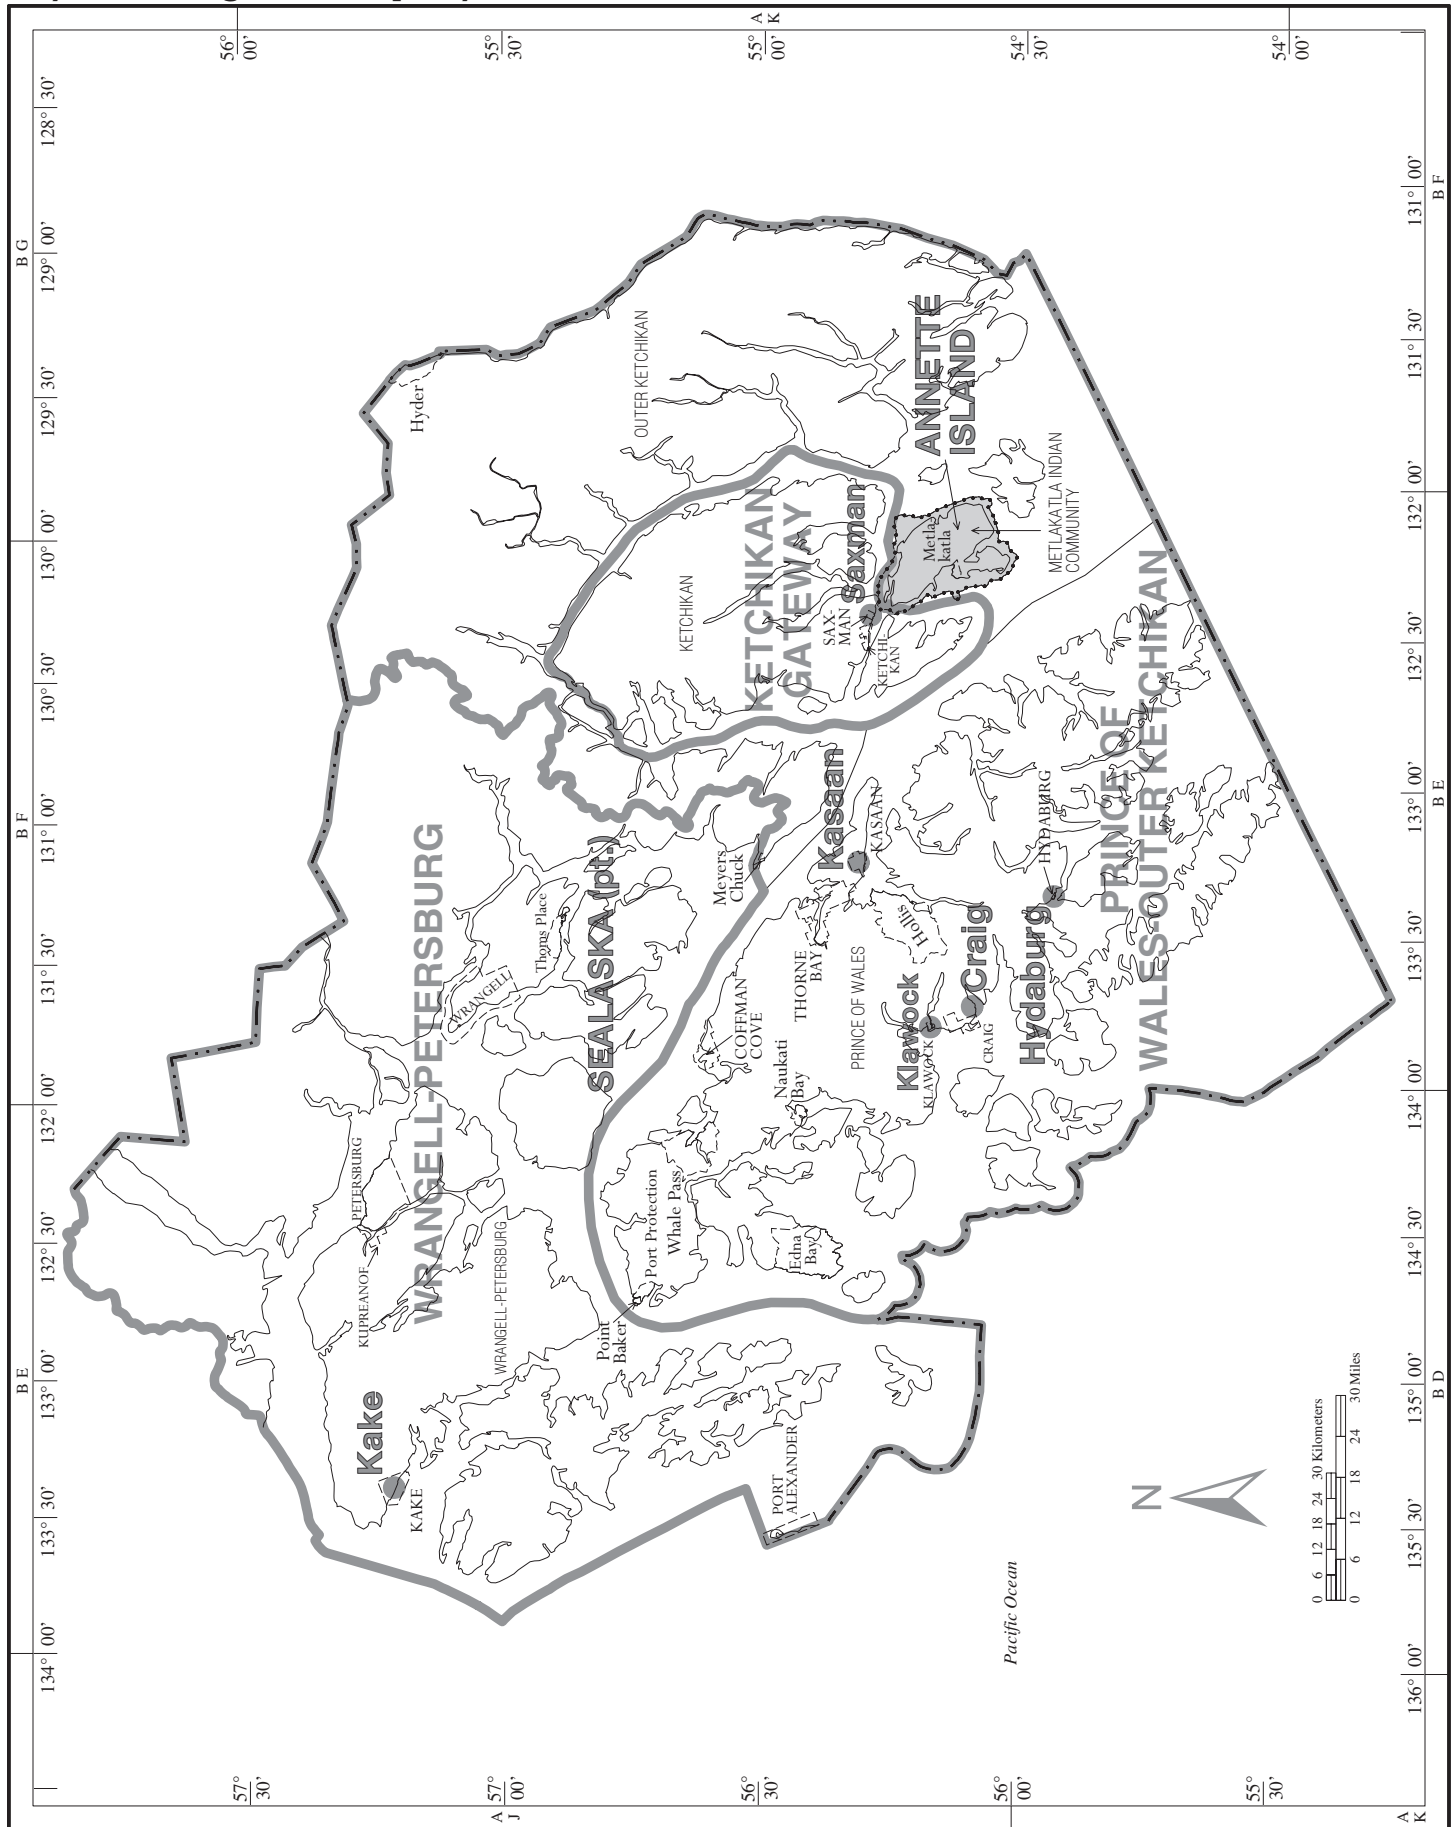 B E
B F
B G
134° 00'
133° 30'
133° 00'
132° 30'
132° 00'
131° 30'
131° 00'
130° 30'
130° 00'
129° 30'
129° 00'
128° 30'
57°
30'
56°
00'
Hyder
PETERSBURG
KUPREANOF
Kake
KAKE
WRANGELL-PETERSBURG
WRANGELL
WRANGELL-PETERSBURG
Thoms Place
A
J
57°
00'
55°
30'
SEALASKA (pt)
Point
Baker
Port Protection
Whale Pass
OUTER KETCHIKAN
KETCHIKAN
Meyers
Chuck
COFFMAN
COVE
56°
30'
55°
00'
A
K
KETCHIKAN
GATEWAY
PORT
ALEXANDER
Edna
Bay
Naukati
Bay
THORNE
BAY
PRINCE OF WALES
Kasaan
KASAAN
SAX-
MAN
Saxman
KETCHI-
KAN
Hollis
Klawock
KLAWOCK
Craig
CRAIG
Metla-
katla
ANNETTE
ISLAND
METLAKATLA INDIAN
COMMUNITY
Hydaburg
HYDABURG
Pacific Ocean
56°
00'
54°
30'
PRINCE OF
WALES-OUTER KETCHIKAN
N
55°
30'
54°
00'
0 6 12 18 24 30 Kilometers
0 6 12 18 24 30 Miles
136° 00'
135° 30'
135° 00'
134° 30'
134° 00'
133° 30'
133° 00'
132° 30'
132° 00'
131° 30'
131° 00'
A
K
B D
B E
B F